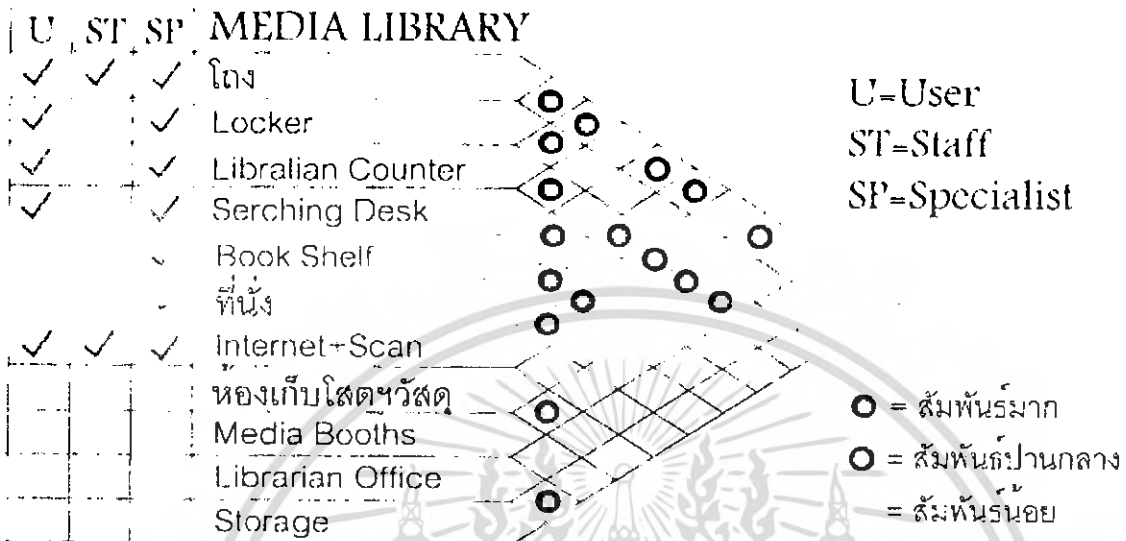 U ST SP MEDIA LIBRARY
โถง
Locker
Libralian Counter
Serching Desk
Book Shelf
ที่นั่ง
Internet+Scan
ห้องเก็บโสตฯวัสดุ
Media Booths
Librarian Office
Storage
U=User
ST=Staff
SP=Specialist
= สัมพันธ์มาก
= สัมพันธ์ปานกลาง
= สัมพันธ์น้อย